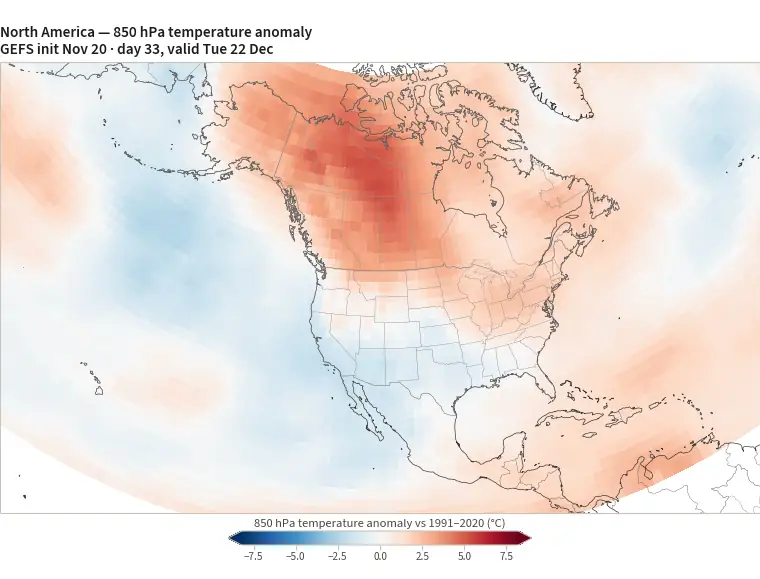 North America — 850 hPa temperature anomaly
GEFS init Nov 20 · day 33, valid Tue 22 Dec
850 hPa temperature anomaly vs 1991–2020 (°C)
−7.5 −5.0 −2.5 0.0 2.5 5.0 7.5